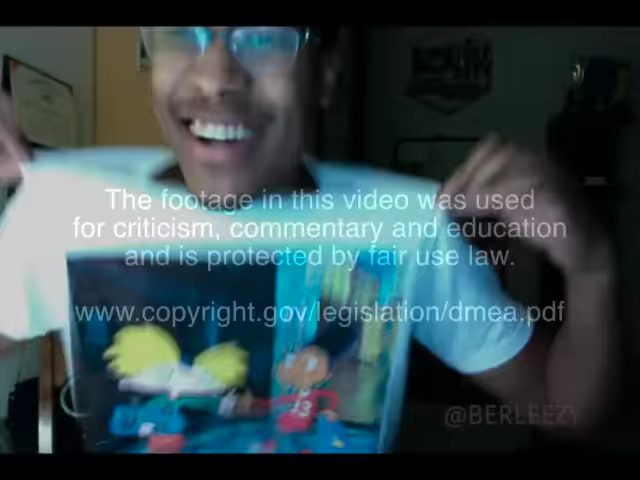 The footage in this video was used
for criticism, commentary and education
and is protected by fair use law.
www.copyright.gov/legislation/dmea.pdf
33
@BERLEEZY